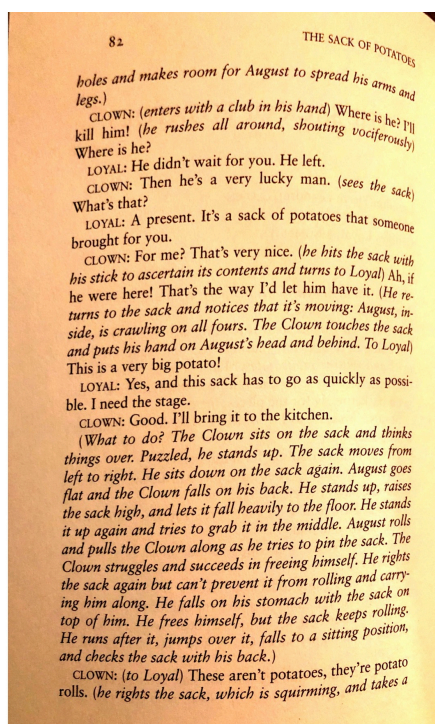 82
THE SACK OF POTATOES
holes and makes room for August to spread his arms and
legs.)
CLOWN: (enters with a club in his hand) Where is he? I'll
kill him! (he rushes all around, shouting vociferously)
Where is he?
LOYAL: He didn't wait for you. He left.
CLOWN: Then he's a very lucky man. (sees the sack)
What's that?
LOYAL: A present. It's a sack of potatoes that someone
brought for you.
CLOWN: For me? That's very nice. (he hits the sack with
his stick to ascertain its contents and turns to Loyal) Ah, if
he were here! That's the way I'd let him have it. (He re-
turns to the sack and notices that it's moving: August, in-
side, is crawling on all fours. The Clown touches the sack
and puts his hand on August's head and behind. To Loyal)
This is a very big potato!
LOYAL: Yes, and this sack has to go as quickly as possi-
ble. I need the stage.
CLOWN: Good. I'll bring it to the kitchen.
(What to do? The Clown sits on the sack and thinks
things over. Puzzled, he stands up. The sack moves from
left to right. He sits down on the sack again. August goes
flat and the Clown falls on his back. He stands up, raises
the sack high, and lets it fall heavily to the floor. He stands
it up again and tries to grab it in the middle. August rolls
and pulls the Clown along as he tries to pin the sack. The
Clown struggles and succeeds in freeing himself. He rights
the sack again but can't prevent it from rolling and carry-
ing him along. He falls on his stomach with the sack on
top of him. He frees himself, but the sack keeps rolling.
He runs after it, jumps over it, falls to a sitting position,
and checks the sack with his back.)
CLOWN: (to Loyal) These aren't potatoes, they're potato
rolls. (he rights the sack, which is squirming, and takes a